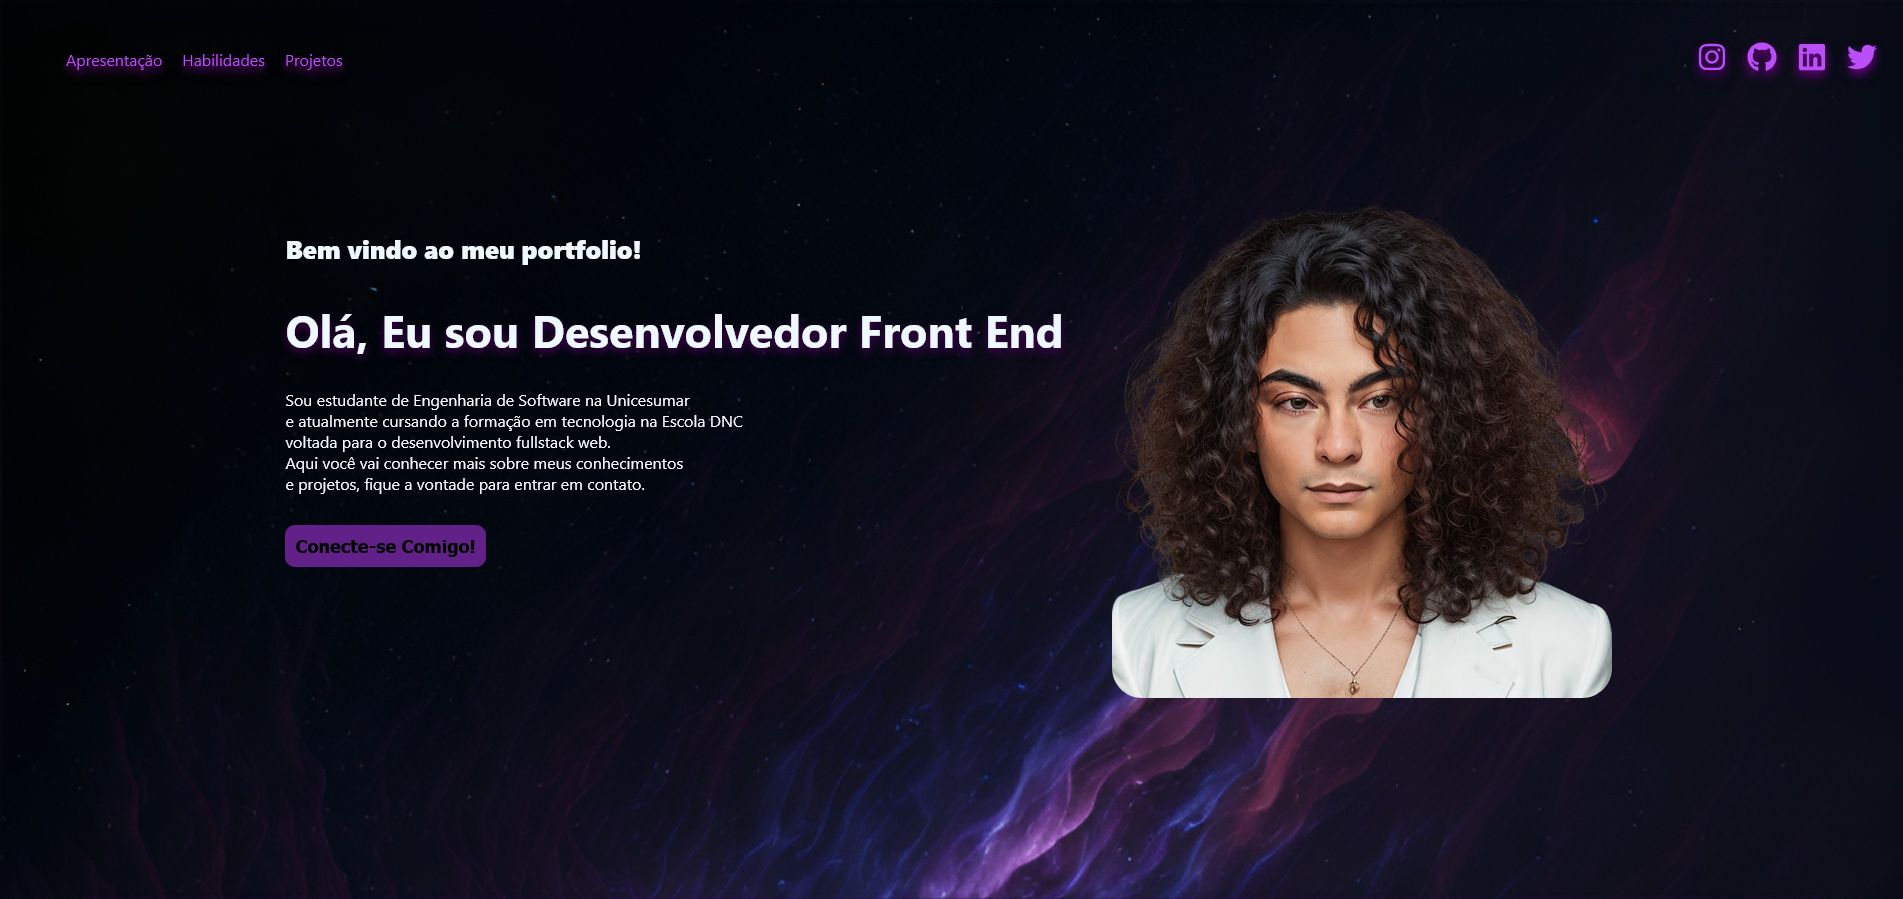 Apresentação Habilidades Projetos
Bem vindo ao meu portfolio!
Olá, Eu sou Desenvolvedor Front End
Sou estudante de Engenharia de Software na Unicesumar
e atualmente cursando a formação em tecnologia na Escola DNC
voltada para o desenvolvimento fullstack web.
Aqui você vai conhecer mais sobre meus conhecimentos
e projetos, fique a vontade para entrar em contato.
Conecte-se Comigo!